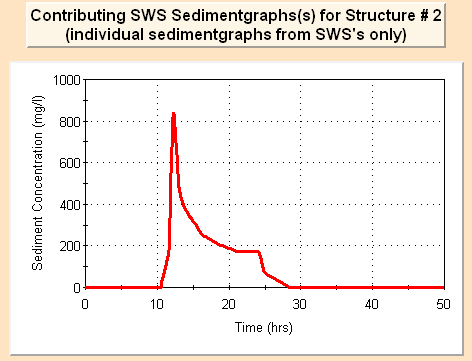 Contributing SWS Sedimentgraphs(s) for Structure # 2
(individual sedimentgraphs from SWS's only)
Sediment Concentration (mg/l)
1000
800
600
400
200
0
0 10 20 30 40 50
Time (hrs)